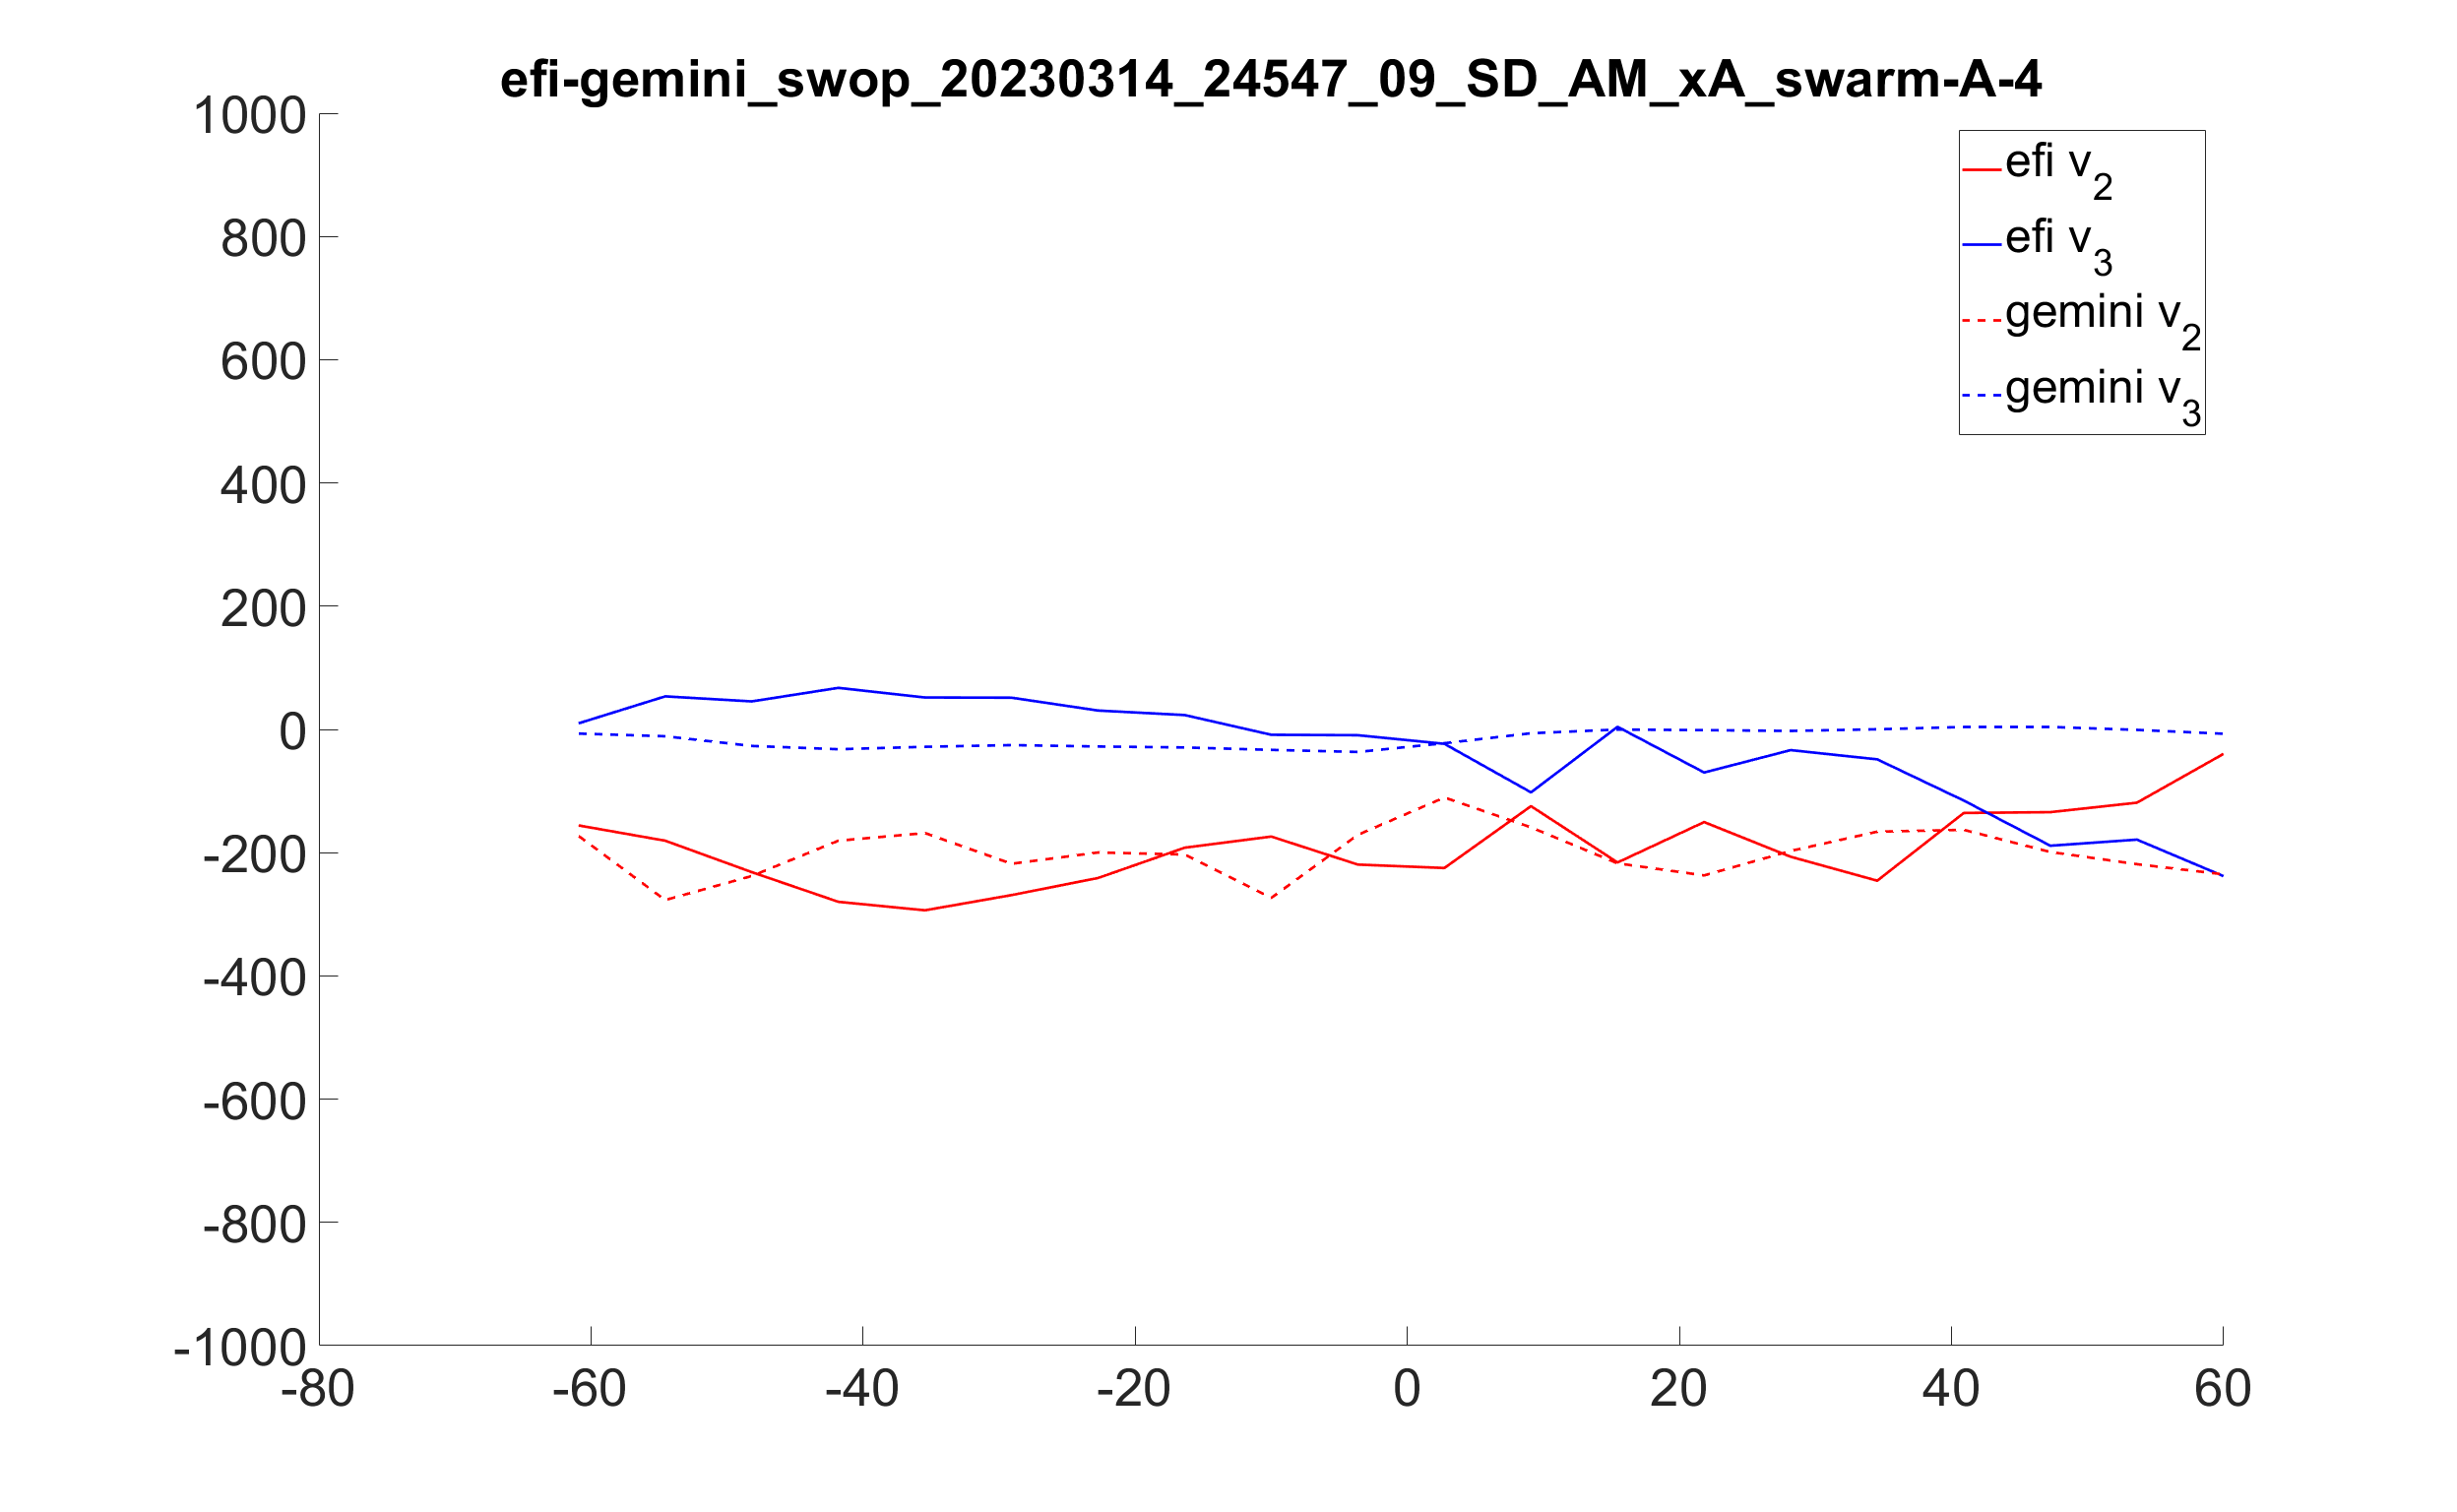 efi-gemini_swop_20230314_24547_09_SD_AM_xA_swarm-A-4
1000
800
600
400
200
0
-200
-400
-600
-800
-1000
-80 -60 -40 -20 0 20 40 60
efi v2
efi v3
gemini v2
gemini v3